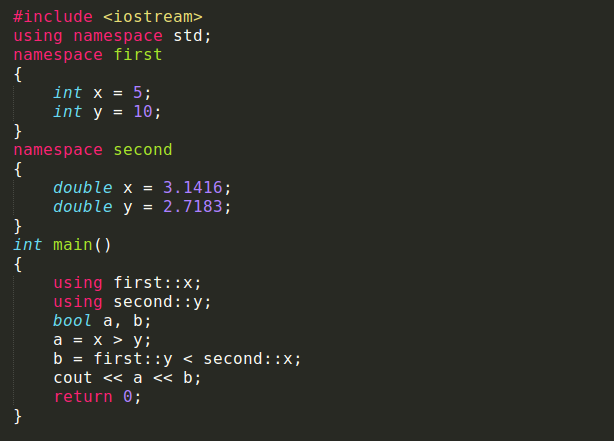 #include <iostream>
using namespace std;
namespace first
{
    int x = 5;
    int y = 10;
}
namespace second
{
    double x = 3.1416;
    double y = 2.7183;
}
int main()
{
    using first::x;
    using second::y;
    bool a, b;
    a = x > y;
    b = first::y < second::x;
    cout << a << b;
    return 0;
}